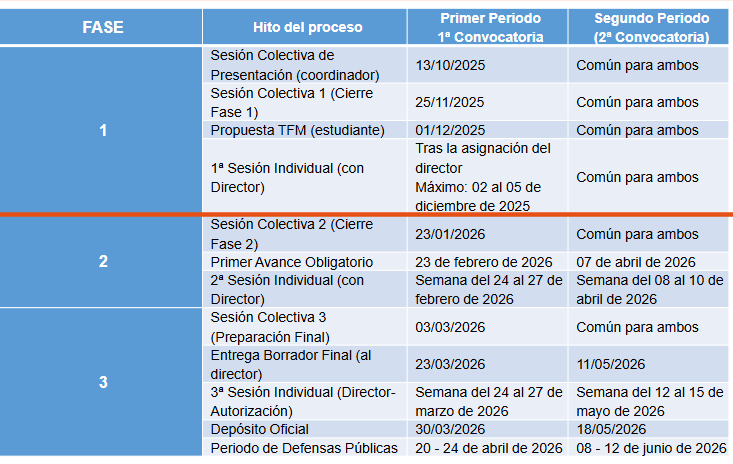 FASE
Hito del proceso
Primer Periodo
1ª Convocatoria
Segundo Periodo
(2ª Convocatoria)
1
Sesión Colectiva de
Presentación (coordinador)
13/10/2025
Común para ambos
Sesión Colectiva 1 (Cierre
Fase 1)
25/11/2025
Común para ambos
Propuesta TFM (estudiante)
01/12/2025
Común para ambos
1ª Sesión Individual (con
Director)
Tras la asignación del
director
Máximo: 02 al 05 de
diciembre de 2025
Común para ambos
2
Sesión Colectiva 2 (Cierre
Fase 2)
23/01/2026
Común para ambos
Primer Avance Obligatorio
23 de febrero de 2026
07 de abril de 2026
2ª Sesión Individual (con
Director)
Semana del 24 al 27 de
febrero de 2026
Semana del 08 al 10 de
abril de 2026
3
Sesión Colectiva 3
(Preparación Final)
03/03/2026
Común para ambos
Entrega Borrador Final (al
director)
23/03/2026
11/05/2026
3ª Sesión Individual (Director-
Autorización)
Semana del 24 al 27 de
marzo de 2026
Semana del 12 al 15 de
mayo de 2026
Depósito Oficial
30/03/2026
18/05/2026
Periodo de Defensas Públicas
20 - 24 de abril de 2026
08 - 12 de junio de 2026